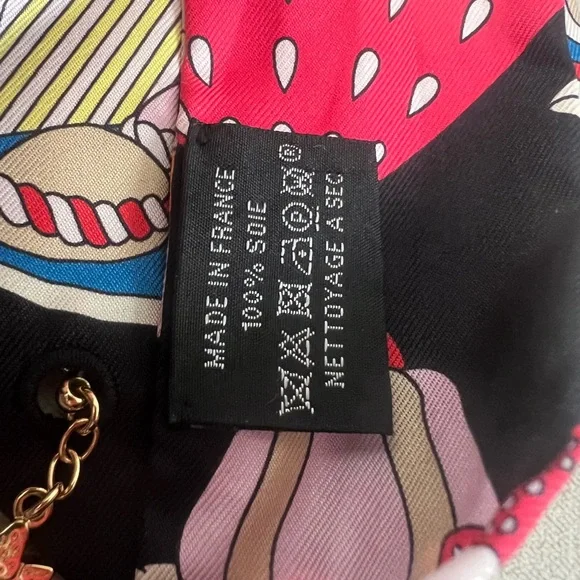 MADE IN FRANCE
100% SOIE
NETTOYAGE A SEC